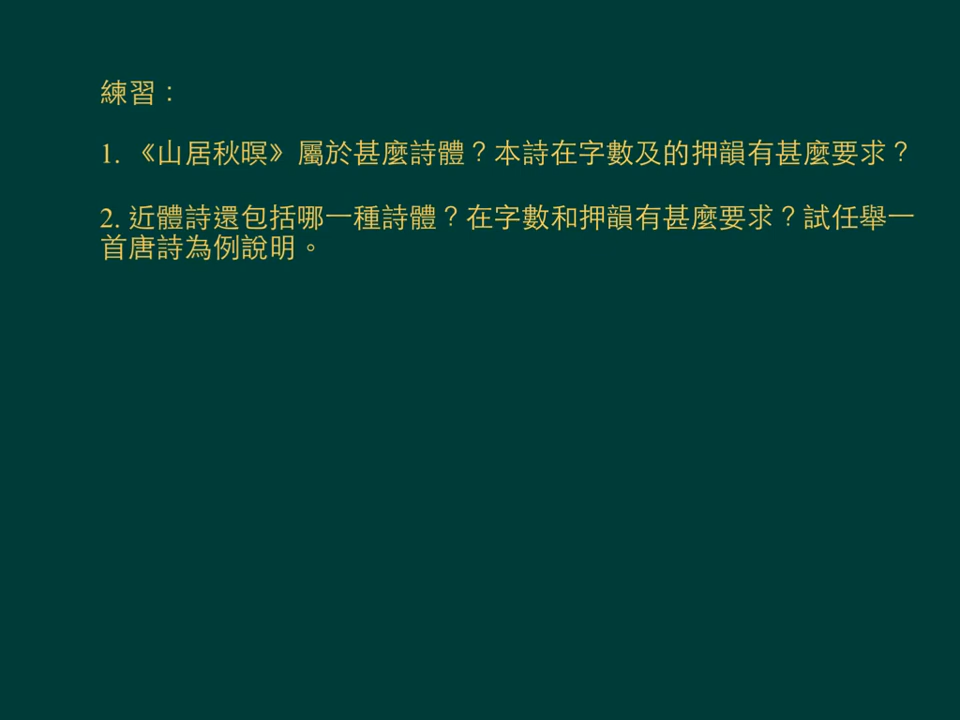 練習：
1. 《山居秋暝》屬於甚麼詩體？本詩在字數及的押韻有甚麼要求？
2. 近體詩還包括哪一種詩體？在字數和押韻有甚麼要求？試任舉一
首唐詩為例說明。